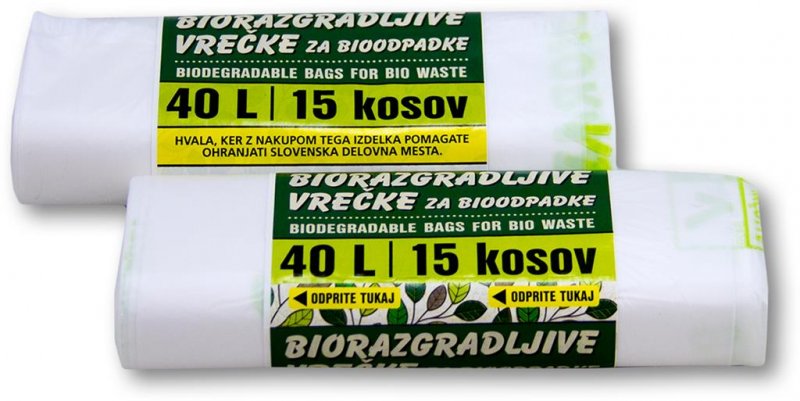 BIORAZGRADLJIVE
VREČKE ZA BIOODPADKE
BIODEGRADABLE BAGS FOR BIO WASTE
40 L | 15 kosov
HVALA, KER Z NAKUPOM TEGA IZDELKA POMAGATE
OHRANJATI SLOVENSKA DELOVNA MESTA.
BIORAZGRADLJIVE
VREČKE ZA BIOODPADKE
BIODEGRADABLE BAGS FOR BIO WASTE
40 L | 15 kosov
ODPRITE TUKAJ ODPRITE TUKAJ
BIORAZGRADLJIVE
VREČKE ZA BIOODPADKE